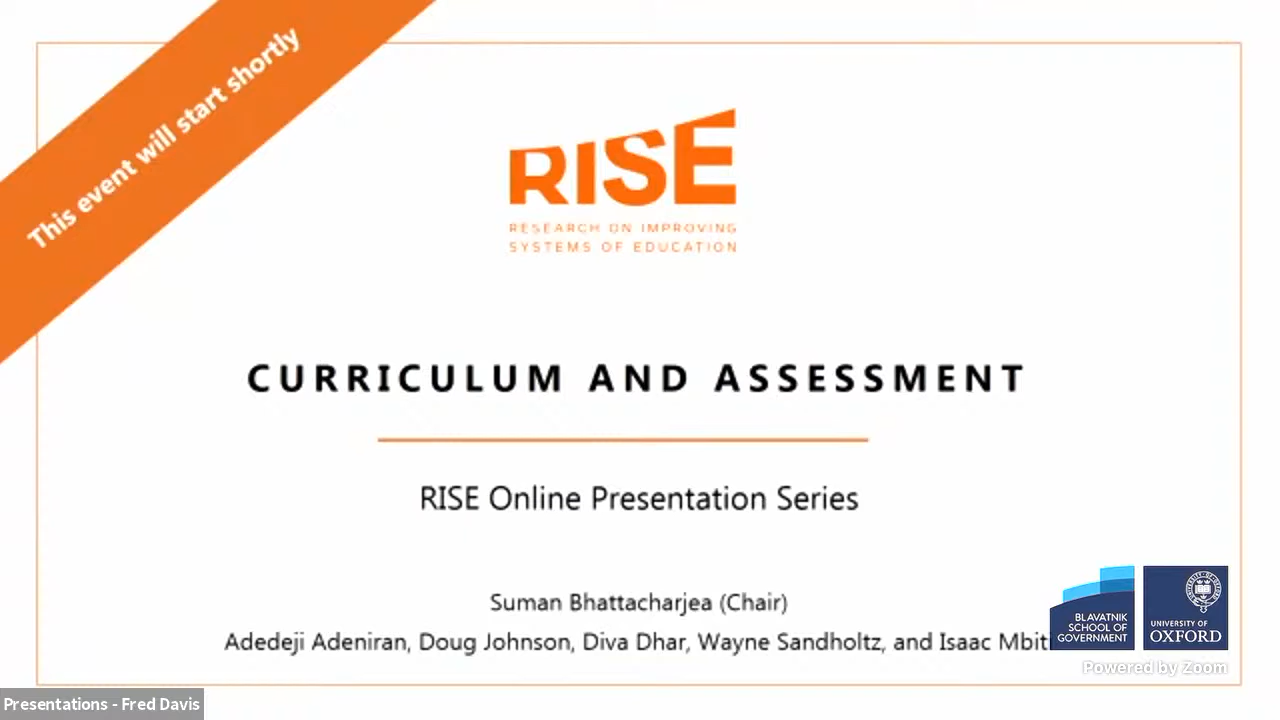 This event will start shortly
RISE
RESEARCH ON IMPROVING
SYSTEMS OF EDUCATION
CURRICULUM AND ASSESSMENT
RISE Online Presentation Series
Suman Bhattacharjea (Chair)
Adedeji Adeniran, Doug Johnson, Diva Dhar, Wayne Sandholtz, and Isaac Mbiti
BLAVATNIK
SCHOOL OF
GOVERNMENT
UNIVERSITY OF
OXFORD
Powered by Zoom
Presentations - Fred Davis